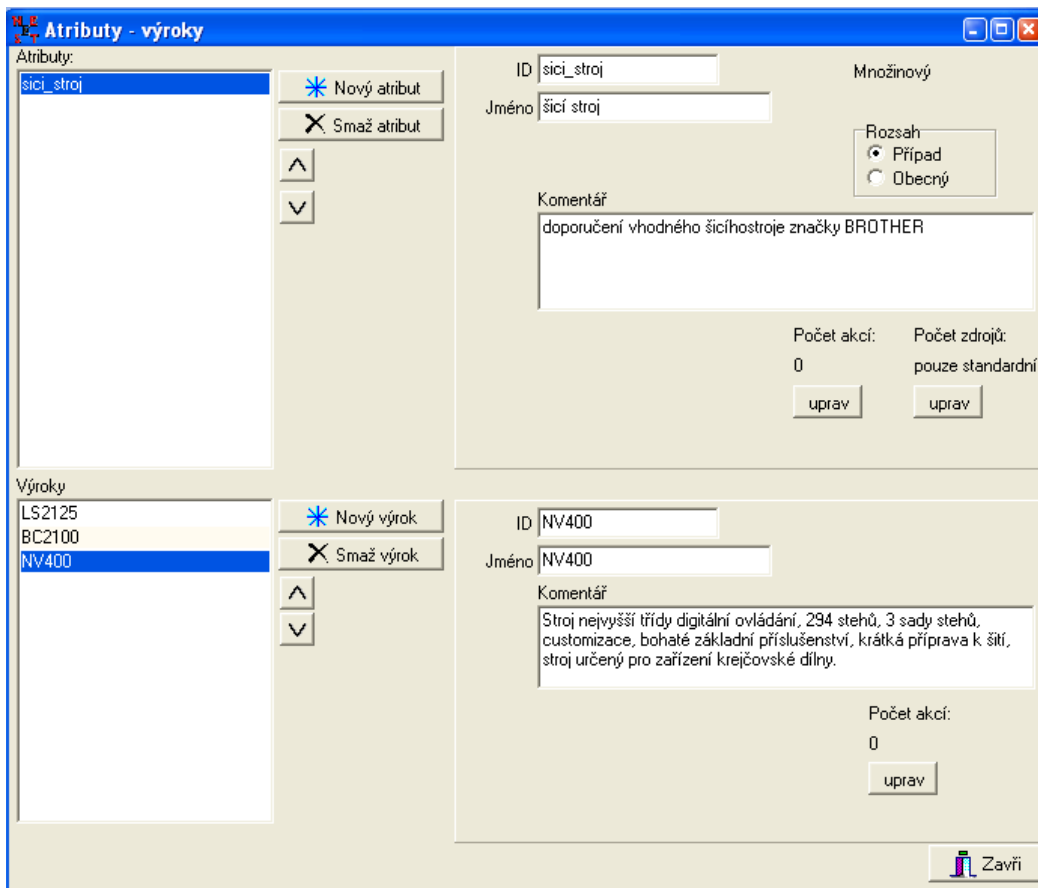 Atributy - výroky
Atributy:
sici_stroj
Nový atribut
Smaž atribut
ID sici_stroj
Množinový
Jméno šicí stroj
Rozsah
Případ
Obecný
Komentář
doporučení vhodného šicíhostroje značky BROTHER
Počet akcí: Počet zdrojů:
0 pouze standardní
uprav uprav
Výroky
LS2125
BC2100
NV400
Nový výrok
Smaž výrok
ID NV400
Jméno NV400
Komentář
Stroj nejvyšší třídy digitální ovládání, 294 stehů, 3 sady stehů,
customizace, bohaté základní příslušenství, krátká příprava k šití,
stroj určený pro zařízení krejčovské dílny.
Počet akcí:
0
uprav
Zavři